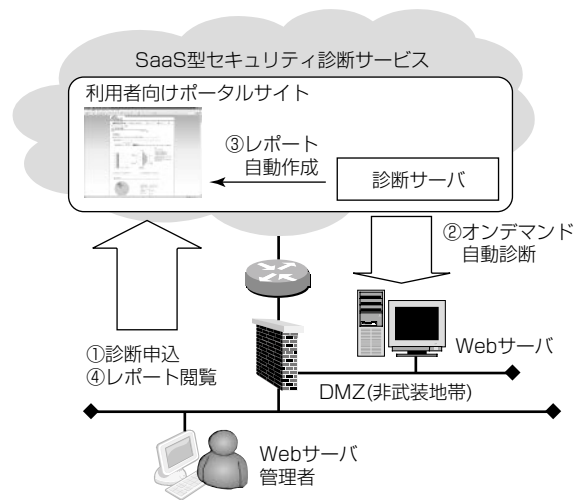 SaaS型セキュリティ診断サービス
利用者向けポータルサイト
③レポート
自動作成
診断サーバ
②オンデマンド
自動診断
①診断申込
④レポート閲覧
Webサーバ
DMZ(非武装地帯)
Webサーバ
管理者